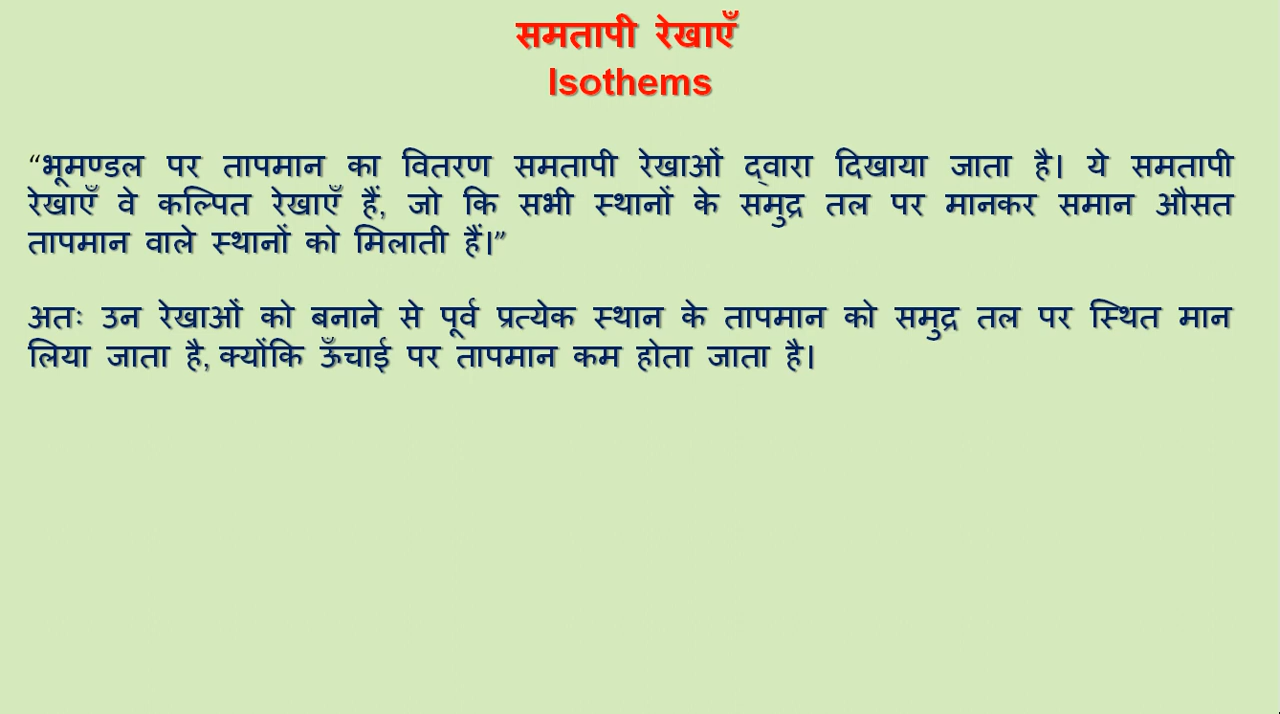 समतापी रेखाएँ
Isothems
“भूमण्डल पर तापमान का वितरण समतापी रेखाओं द्वारा दिखाया जाता है। ये समतापी
रेखाएँ वे कल्पित रेखाएँ हैं, जो कि सभी स्थानों के समुद्र तल पर मानकर समान औसत
तापमान वाले स्थानों को मिलाती हैं।”
अतः उन रेखाओं को बनाने से पूर्व प्रत्येक स्थान के तापमान को समुद्र तल पर स्थित मान
लिया जाता है, क्योंकि ऊँचाई पर तापमान कम होता जाता है।